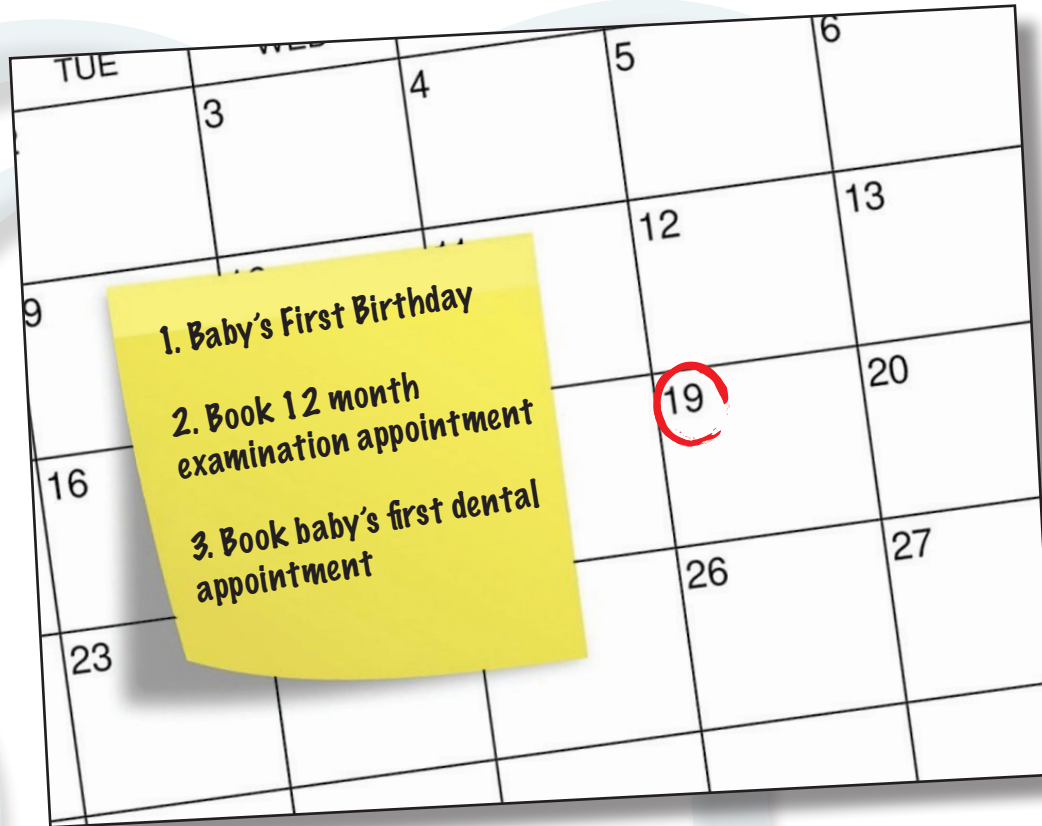 TUE WED
3 4 5 6
9 12 13
1. Baby's First Birthday
2. Book 12 month
examination appointment
3. Book baby's first dental
appointment
16 19 20
23 26 27